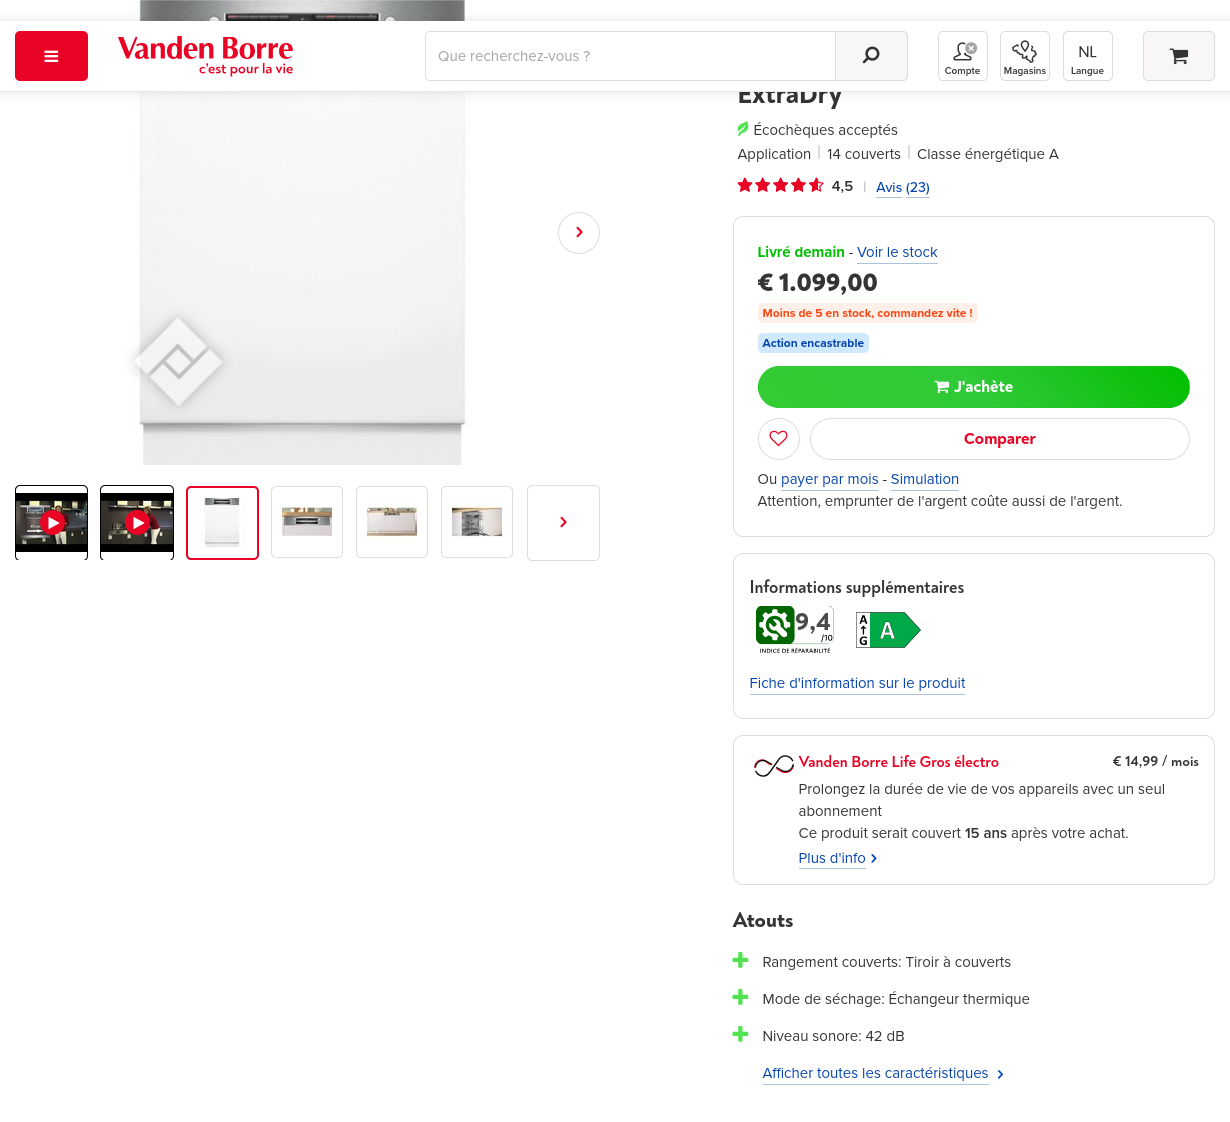 Vanden Borre
c'est pour la vie
Que recherchez-vous ?
Compte
Magasins
NL
Langue
ExtraDry
Écochèques acceptés
Application | 14 couverts | Classe énergétique A
4,5 | Avis (23)
Livré demain - Voir le stock
€ 1.099,00
Moins de 5 en stock, commandez vite !
Action encastrable
J'achète
Comparer
Ou payer par mois - Simulation
Attention, emprunter de l'argent coûte aussi de l'argent.
Informations supplémentaires
9,4
/10
INDICE DE RÉPARABILITÉ
A
G
A
Fiche d'information sur le produit
Vanden Borre Life Gros électro
€ 14,99 / mois
Prolongez la durée de vie de vos appareils avec un seul
abonnement
Ce produit serait couvert 15 ans après votre achat.
Plus d'info
Atouts
Rangement couverts: Tiroir à couverts
Mode de séchage: Échangeur thermique
Niveau sonore: 42 dB
Afficher toutes les caractéristiques